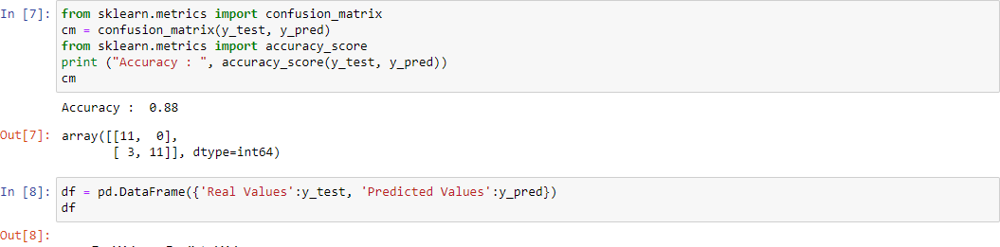 In [7]: from sklearn.metrics import confusion_matrix
cm = confusion_matrix(y_test, y_pred)
from sklearn.metrics import accuracy_score
print ("Accuracy : ", accuracy_score(y_test, y_pred))
cm
Accuracy :  0.88
Out[7]: array([[11,  0],
       [ 3, 11]], dtype=int64)
In [8]: df = pd.DataFrame({'Real Values':y_test, 'Predicted Values':y_pred})
df
Out[8]: